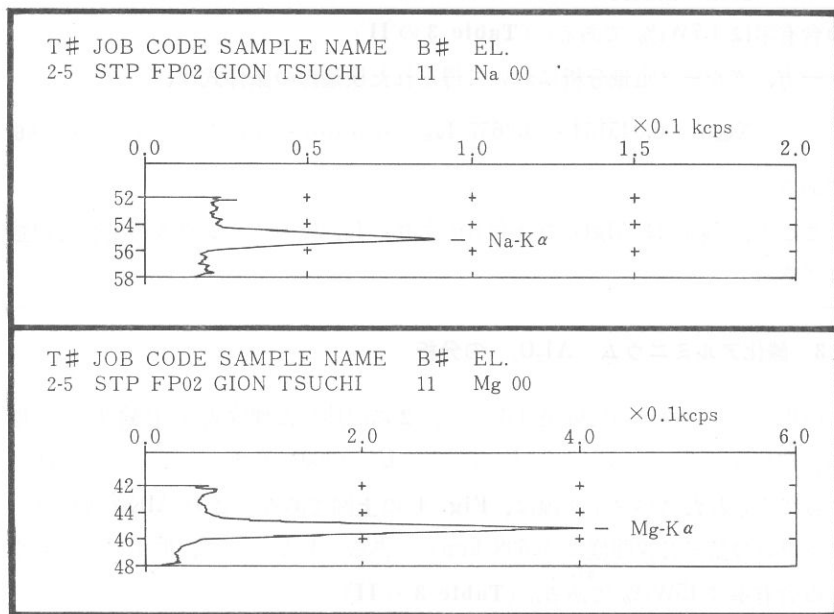 T# JOB CODE SAMPLE NAME B# EL.
2-5 STP FP02 GION TSUCHI 11 Na 00
×0.1 kcps
0.0 0.5 1.0 1.5 2.0
52
54
Na-Kα
56
58
T# JOB CODE SAMPLE NAME B# EL.
2-5 STP FP02 GION TSUCHI 11 Mg 00
×0.1kcps
0.0 2.0 4.0 6.0
42
44
Mg-Kα
46
48